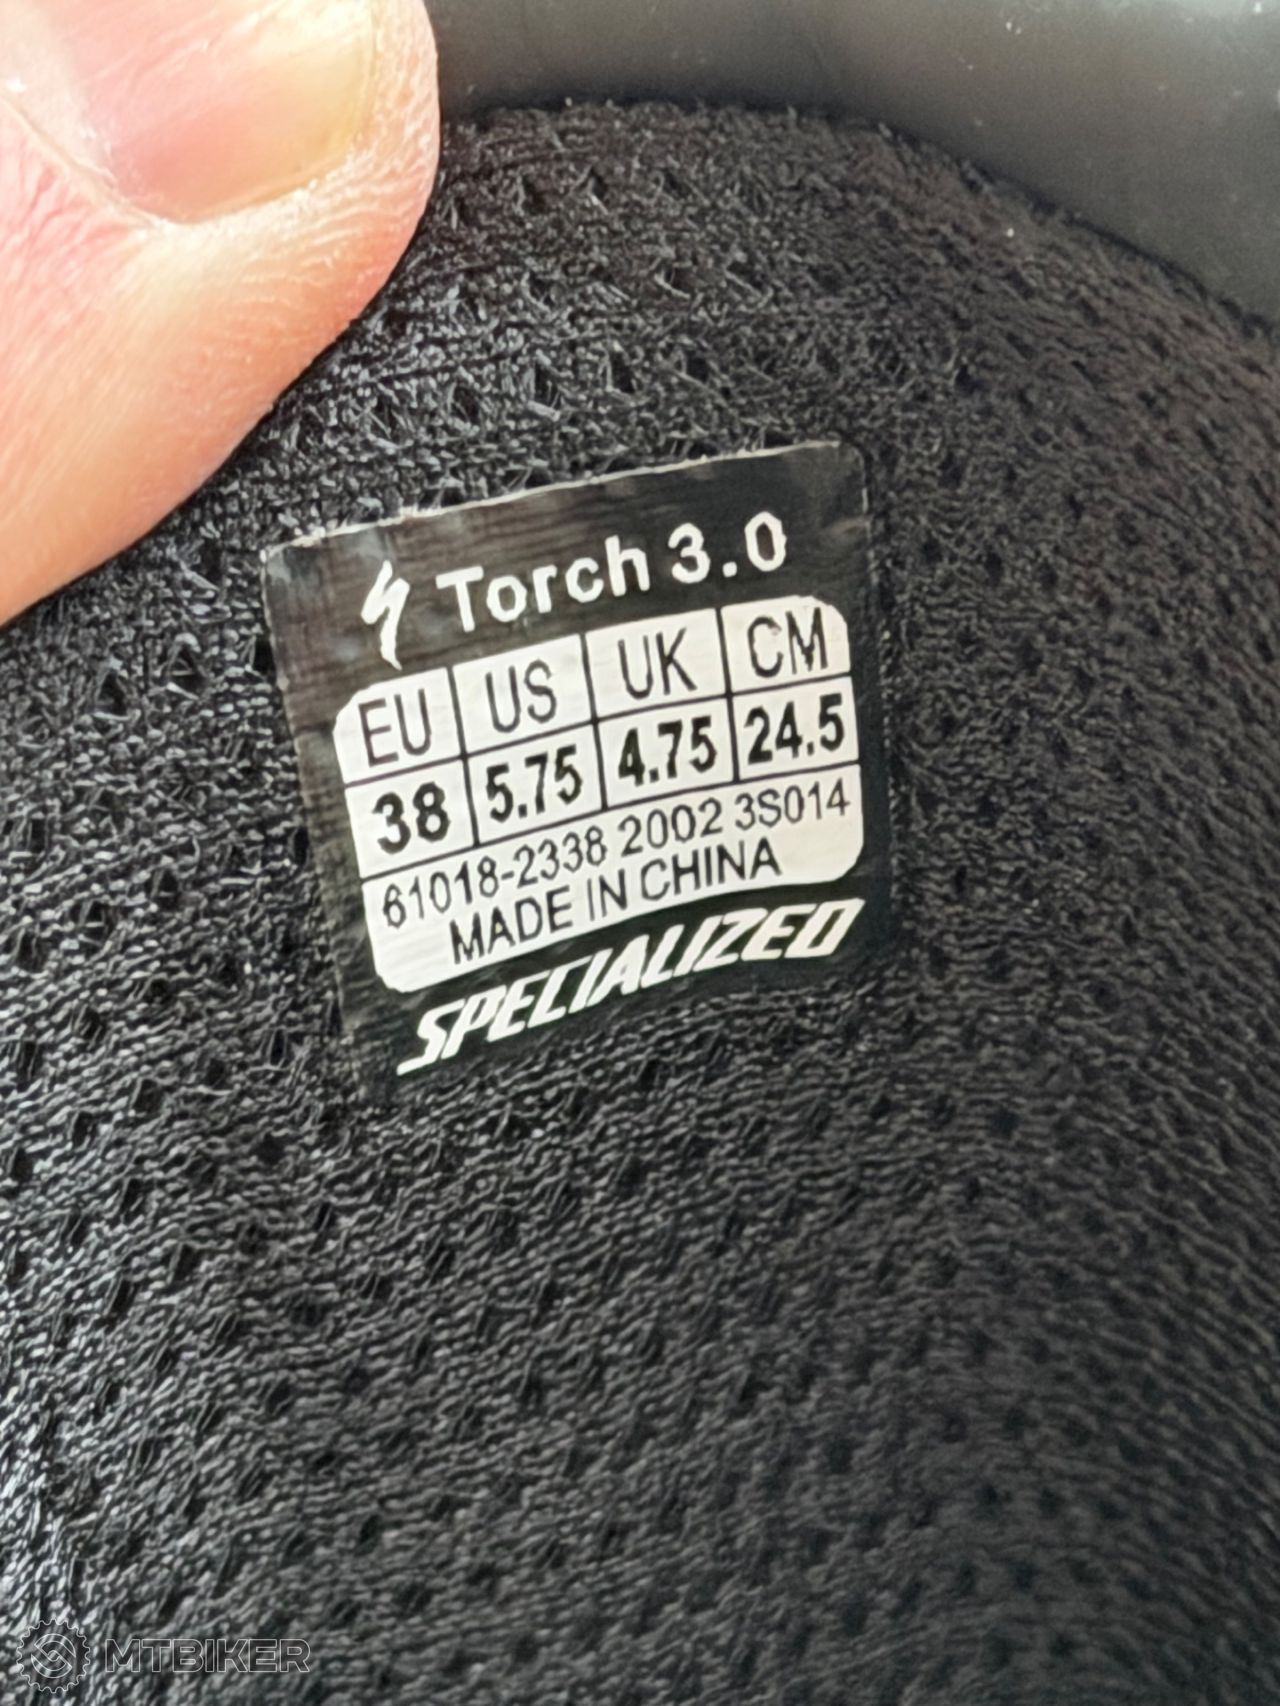 Torch 3.0
EU US UK CM
38 5.75 4.75 24.5
61018-2338 2002 3S014
MADE IN CHINA
SPECIALIZED
MTBIKER